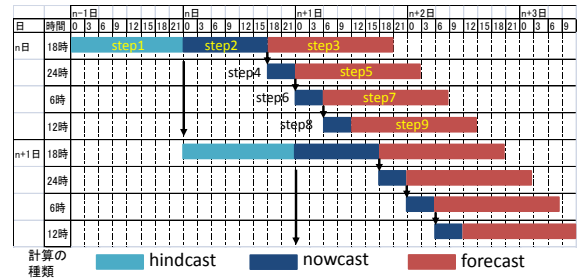 n−1日 n日 n+1日 n+2日 n+3日
日 時間 0 3 6 9 12 15 18 21 0 3 6 9 12 15 18 21 0 3 6 9 12 15 18 21 0 3 6 9 12 15 18 21 0 3 6 9
n日 18時 step1 step2 step3
24時 step4 step5
6時 step6 step7
12時 step8 step9
n+1日 18時
24時
6時
12時
計算の
種類 hindcast nowcast forecast